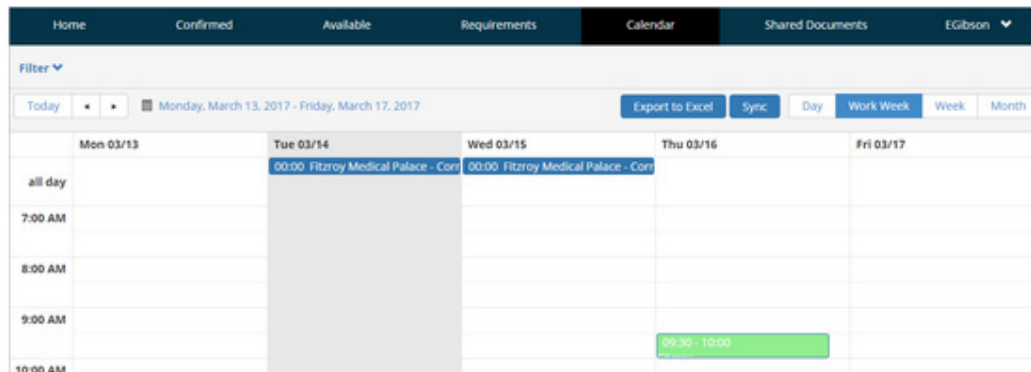 Home Confirmed Available Requirements Calendar Shared Documents EGibson
Filter
Today Monday, March 13, 2017 - Friday, March 17, 2017 Export to Excel Sync Day Work Week Week Month
Mon 03/13 Tue 03/14 Wed 03/15 Thu 03/16 Fri 03/17
all day 00:00 Fitzroy Medical Palace - 00:00 Fitzroy Medical Palace -
7:00 AM
8:00 AM
9:00 AM
09:30 - 10:00
10:00 AM